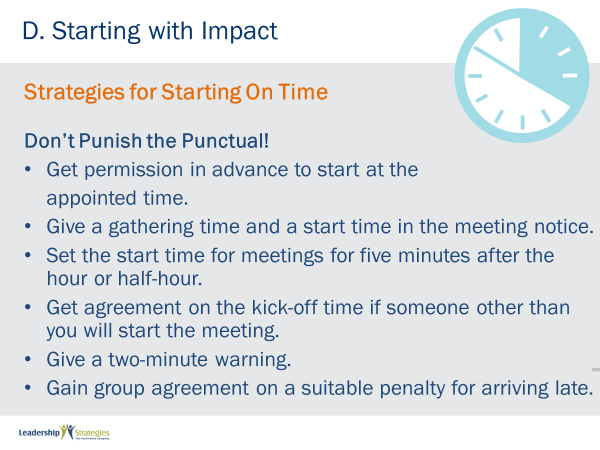 D. Starting with Impact
Strategies for Starting On Time
Don't Punish the Punctual!
• Get permission in advance to start at the
appointed time.
• Give a gathering time and a start time in the meeting notice.
• Set the start time for meetings for five minutes after the
hour or half-hour.
• Get agreement on the kick-off time if someone other than
you will start the meeting.
• Give a two-minute warning.
• Gain group agreement on a suitable penalty for arriving late.
Leadership Strategies
The Facilitation Company